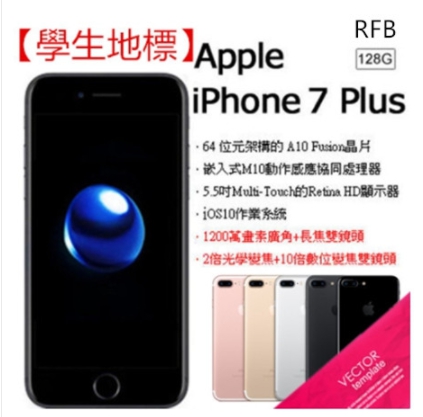 RFB
【學生地標】Apple
128G
iPhone 7 Plus
· 64 位元架構的 A10 Fusion晶片
· 嵌入式M10動作感應協同處理器
· 5.5吋Multi-Touch的Retina HD顯示器
· iOS10作業系統
· 1200萬畫素廣角+長焦雙鏡頭
· 2倍光學變焦+10倍數位變焦雙鏡頭
VECTOR
template